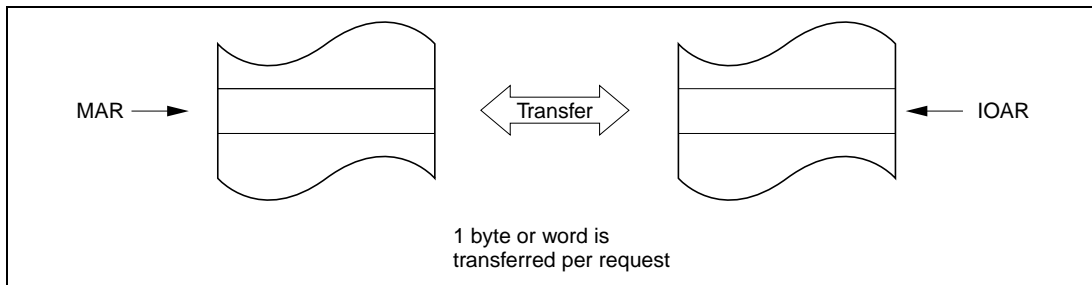 MAR
Transfer
IOAR
1 byte or word is
transferred per request